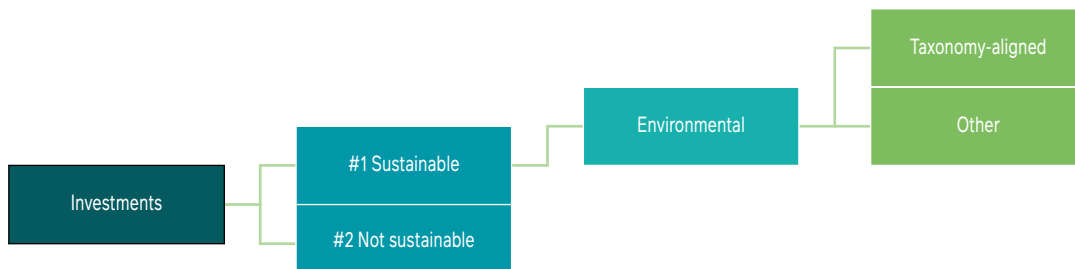 Investments
#1 Sustainable
#2 Not sustainable
Environmental
Taxonomy-aligned
Other